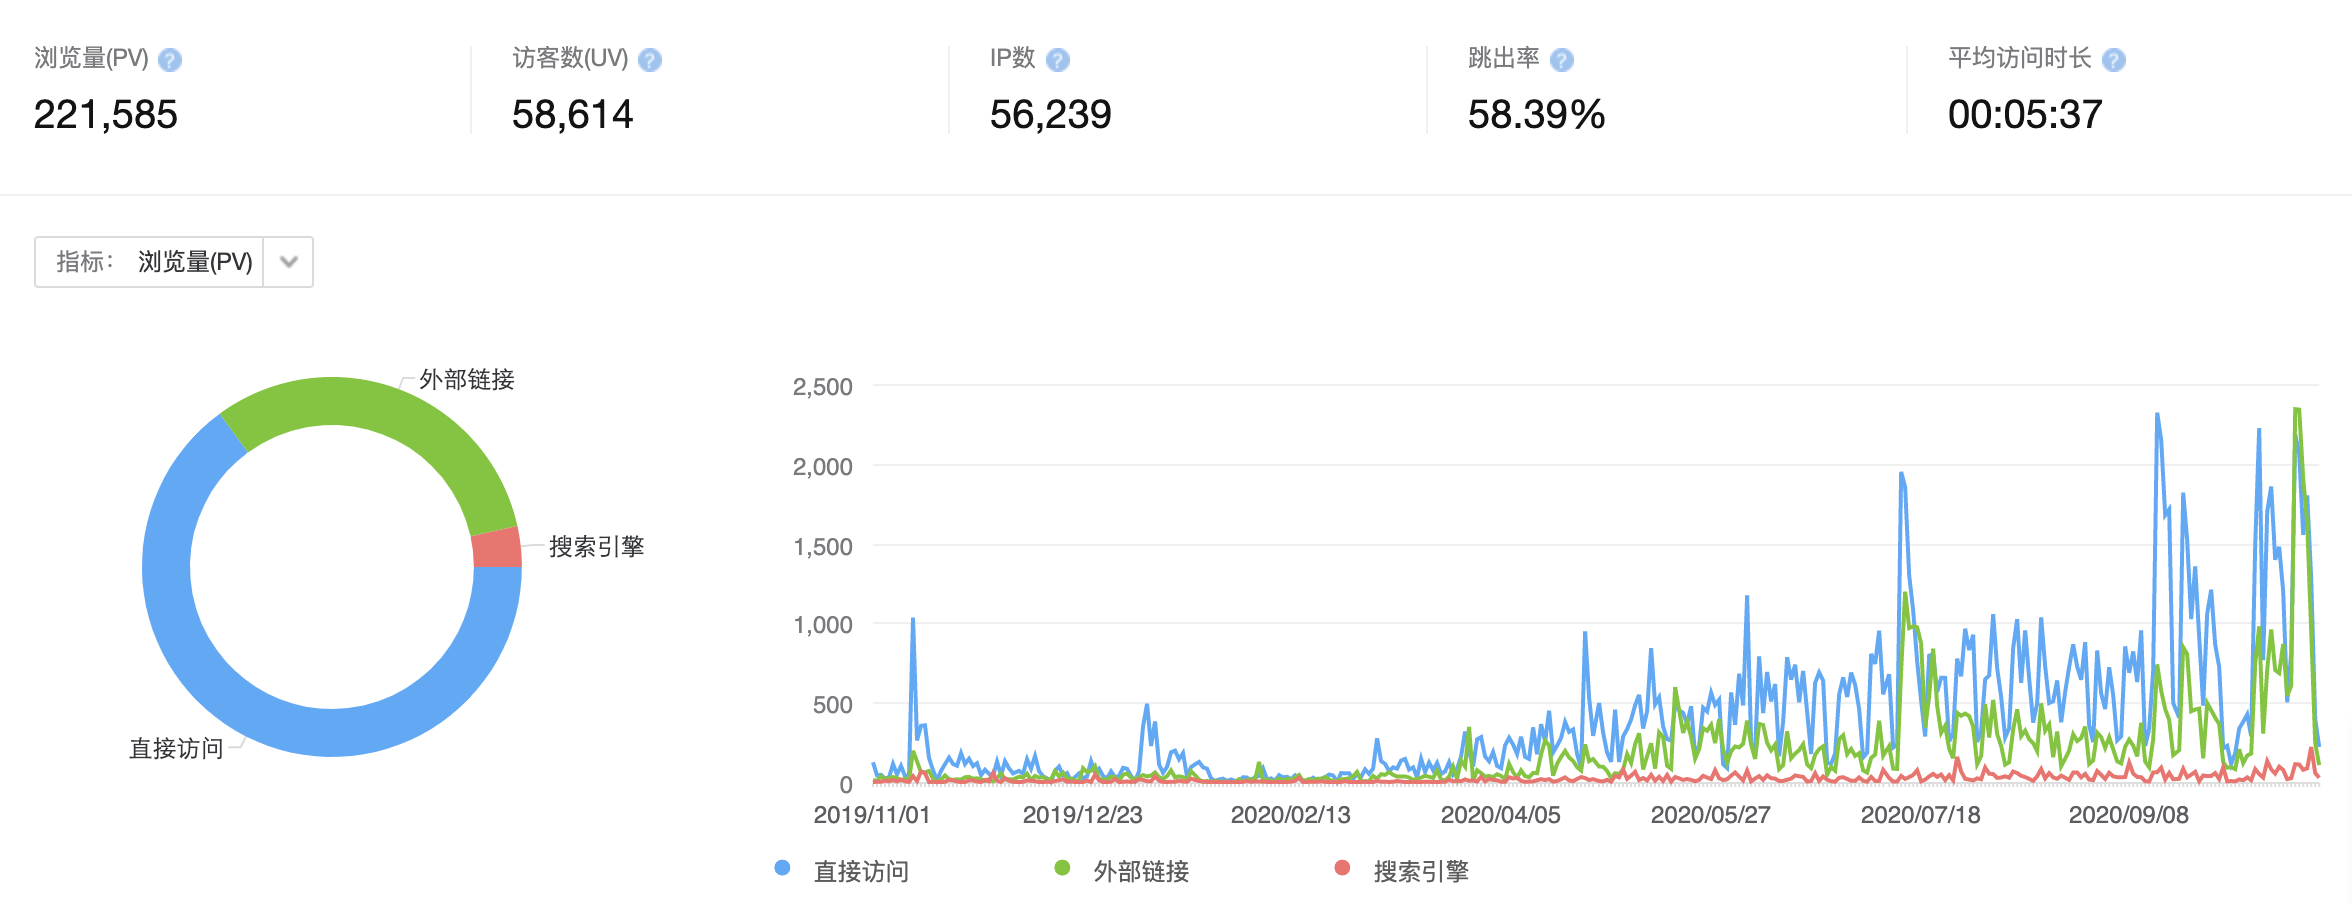 浏览量(PV) ?
221,585
访客数(UV) ?
58,614
IP数 ?
56,239
跳出率 ?
58.39%
平均访问时长 ?
00:05:37
指标： 浏览量(PV)
外部链接
搜索引擎
直接访问
2,500
2,000
1,500
1,000
500
0
2019/11/01 2019/12/23 2020/02/13 2020/04/05 2020/05/27 2020/07/18 2020/09/08
直接访问 外部链接 搜索引擎